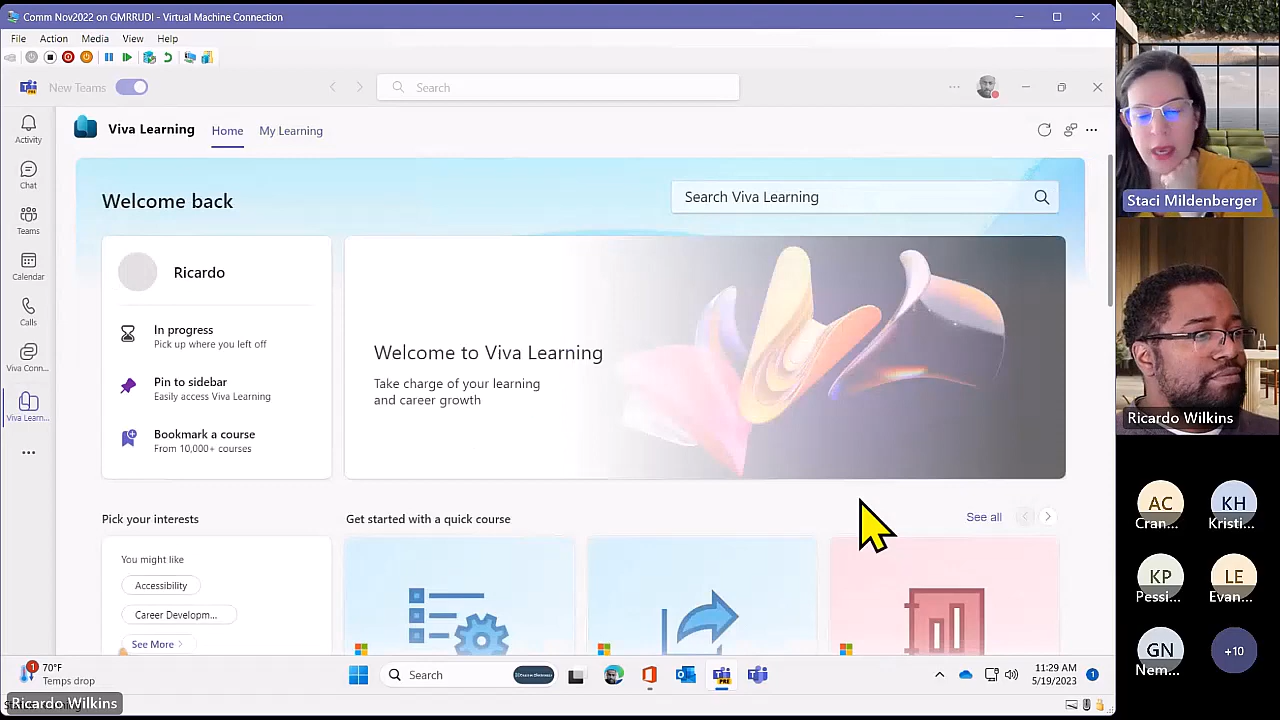 Comm Nov2022 on GMRRUDI - Virtual Machine Connection
File Action Media View Help
New Teams
Search
Activity
Chat
Teams
Calendar
Calls
Viva Conn...
Viva Learn...
Viva Learning Home My Learning
Welcome back
Search Viva Learning
Ricardo
In progress
Pick up where you left off
Pin to sidebar
Easily access Viva Learning
Bookmark a course
From 10,000+ courses
Welcome to Viva Learning
Take charge of your learning
and career growth
Pick your interests
You might like
Accessibility
Career Developm...
See More
Get started with a quick course
See all
1
70°F
Temps drop
Search
PRE
11:29 AM
5/19/2023
1
Ricardo Wilkins
Staci Mildenberger
Ricardo Wilkins
AC
Cran...
KH
Kristi...
KP
Pessi...
LE
Evan...
GN
Nem...
+10